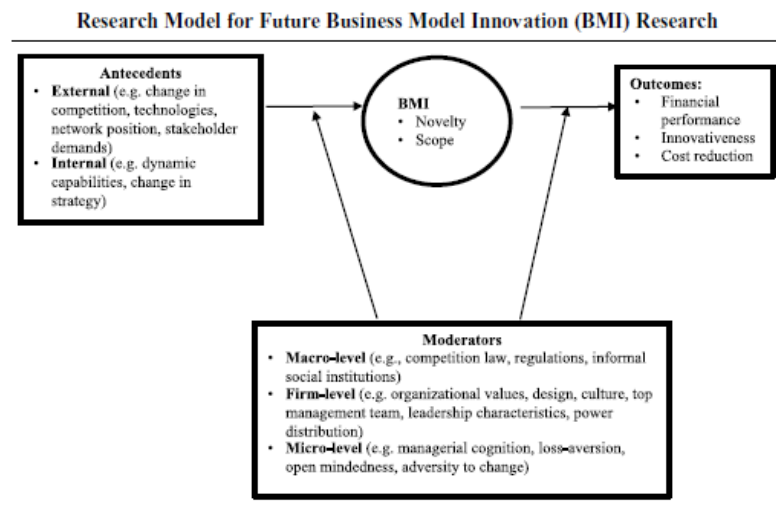 Research Model for Future Business Model Innovation (BMI) Research
Antecedents
• External (e.g. change in
competition, technologies,
network position, stakeholder
demands)
• Internal (e.g. dynamic
capabilities, change in
strategy)
BMI
• Novelty
• Scope
Outcomes:
• Financial
performance
• Innovativeness
• Cost reduction
Moderators
• Macro-level (e.g., competition law, regulations, informal
social institutions)
• Firm-level (e.g. organizational values, design, culture, top
management team, leadership characteristics, power
distribution)
• Micro-level (e.g. managerial cognition, loss-aversion,
open mindedness, adversity to change)